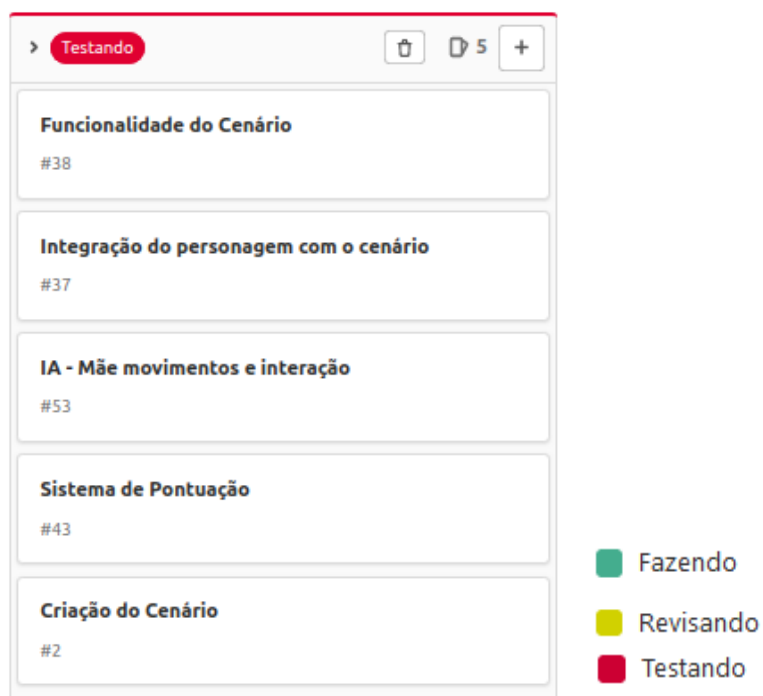 Testando
5
Funcionalidade do Cenário
#38
Integração do personagem com o cenário
#37
IA - Mãe movimentos e interação
#53
Sistema de Pontuação
#43
Criação do Cenário
#2
Fazendo
Revisando
Testando